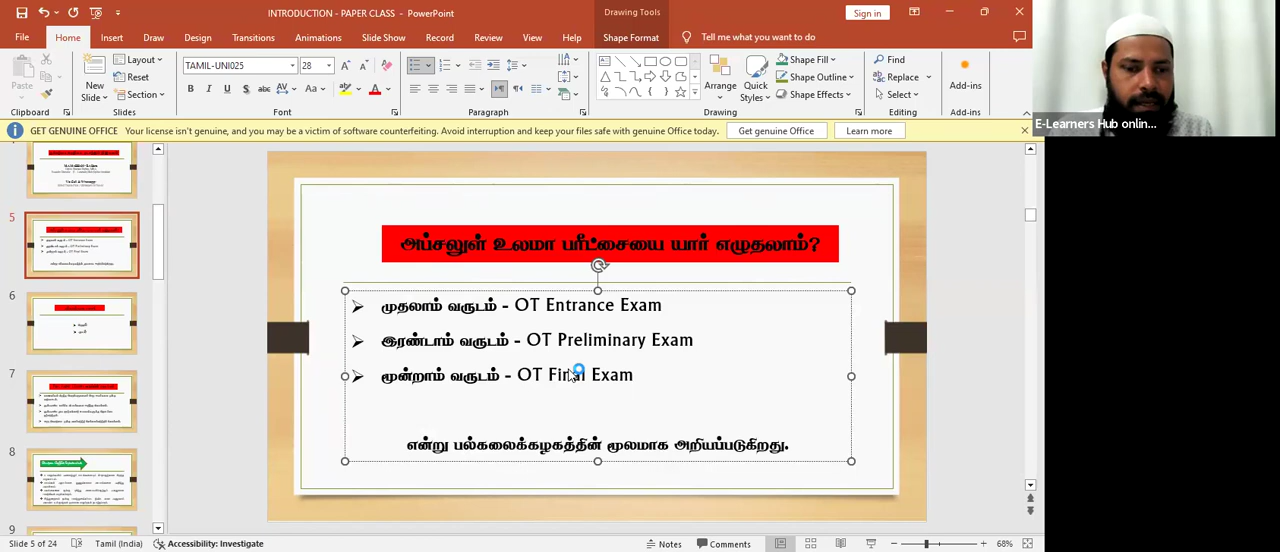 INTRODUCTION - PAPER CLASS - PowerPoint
Drawing Tools
Sign in
File Home Insert Draw Design Transitions Animations Slide Show Record Review View Help Shape Format Tell me what you want to do
Paste
New Slide
Layout
Reset
Section
TAMIL-UNI025 28
Shape Fill
Shape Outline
Shape Effects
Arrange
Quick Styles
Find
Replace
Select
Add-ins
Clipboard Slides Font Paragraph Drawing Editing Add-ins
GET GENUINE OFFICE Your license isn't genuine, and you may be a victim of software counterfeiting. Avoid interruption and keep your files safe with genuine Office today. Get genuine Office Learn more
E-Learners Hub onlin...
5
6
7
8
9
அப்சலுள் உலமா பரீட்சையை யார் எழுதலாம்?
முதலாம் வருடம் - OT Entrance Exam
இரண்டாம் வருடம் - OT Preliminary Exam
மூன்றாம் வருடம் - OT Final Exam
என்று பல்கலைக்கழகத்தின் மூலமாக அறியப்படுகிறது.
Slide 5 of 24 Tamil (India) Accessibility: Investigate Notes Comments 68%